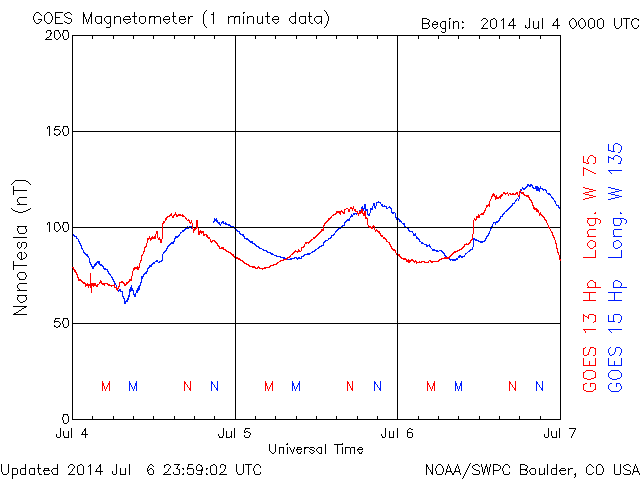 GOES Magnetometer (1 minute data)
Begin: 2014 Jul 4 0000 UTC
200
150
100
50
0
NanoTesla (nT)
M M N N M M N N M M N N
Jul 4 Jul 5 Jul 6 Jul 7
Universal Time
GOES 13 Hp Long. W 75
GOES 15 Hp Long. W 135
Updated 2014 Jul 6 23:59:02 UTC
NOAA/SWPC Boulder, CO USA